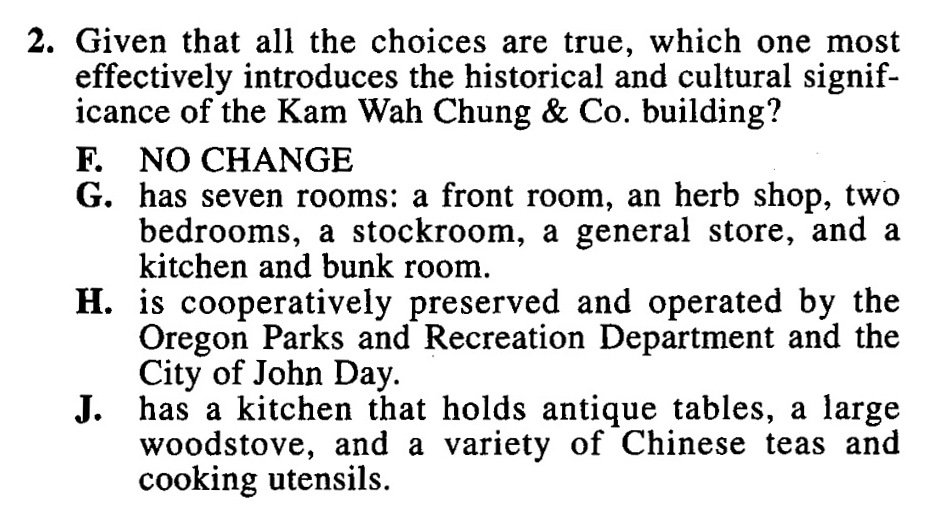 2. Given that all the choices are true, which one most
effectively introduces the historical and cultural signif-
icance of the Kam Wah Chung & Co. building?
F. NO CHANGE
G. has seven rooms: a front room, an herb shop, two
bedrooms, a stockroom, a general store, and a
kitchen and bunk room.
H. is cooperatively preserved and operated by the
Oregon Parks and Recreation Department and the
City of John Day.
J. has a kitchen that holds antique tables, a large
woodstove, and a variety of Chinese teas and
cooking utensils.